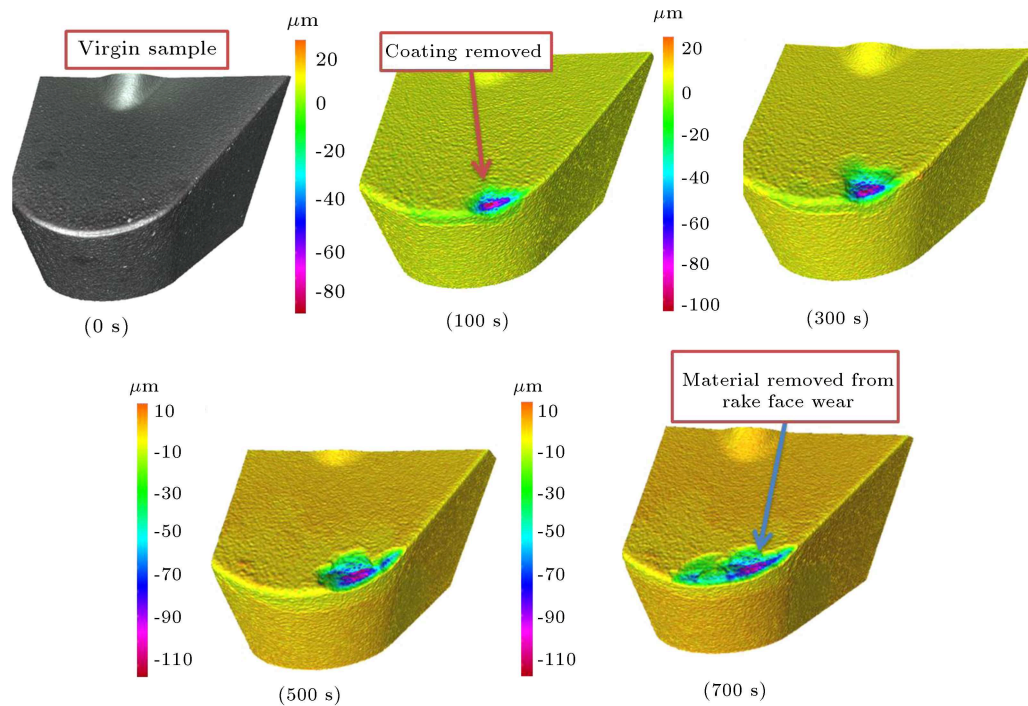 Virgin sample
μm
20
0
-20
-40
-60
-80
(0 s)
Coating removed
(100 s)
μm
20
0
-20
-40
-60
-80
-100
(300 s)
μm
10
-10
-30
-50
-70
-90
-110
(500 s)
μm
10
-10
-30
-50
-70
-90
-110
Material removed from
rake face wear
(700 s)